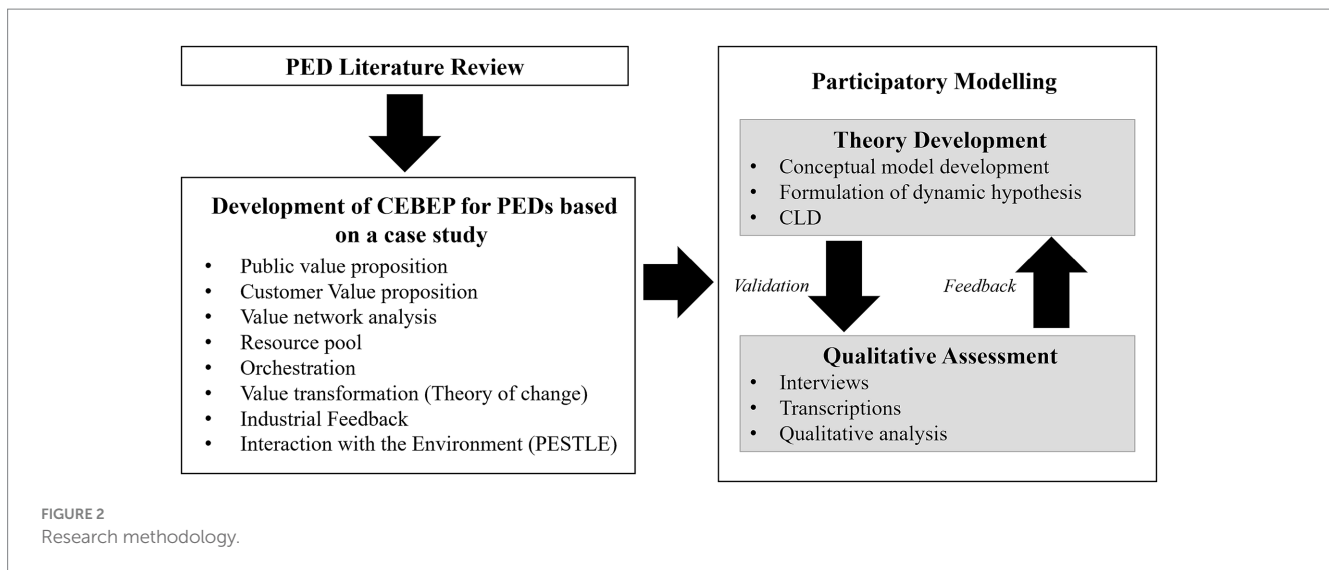 PED Literature Review
Development of CEBEP for PEDs based
on a case study
• Public value proposition
• Customer Value proposition
• Value network analysis
• Resource pool
• Orchestration
• Value transformation (Theory of change)
• Industrial Feedback
• Interaction with the Environment (PESTLE)
Participatory Modelling
Theory Development
• Conceptual model development
• Formulation of dynamic hypothesis
• CLD
Validation
Feedback
Qualitative Assessment
• Interviews
• Transcriptions
• Qualitative analysis
FIGURE 2
Research methodology.